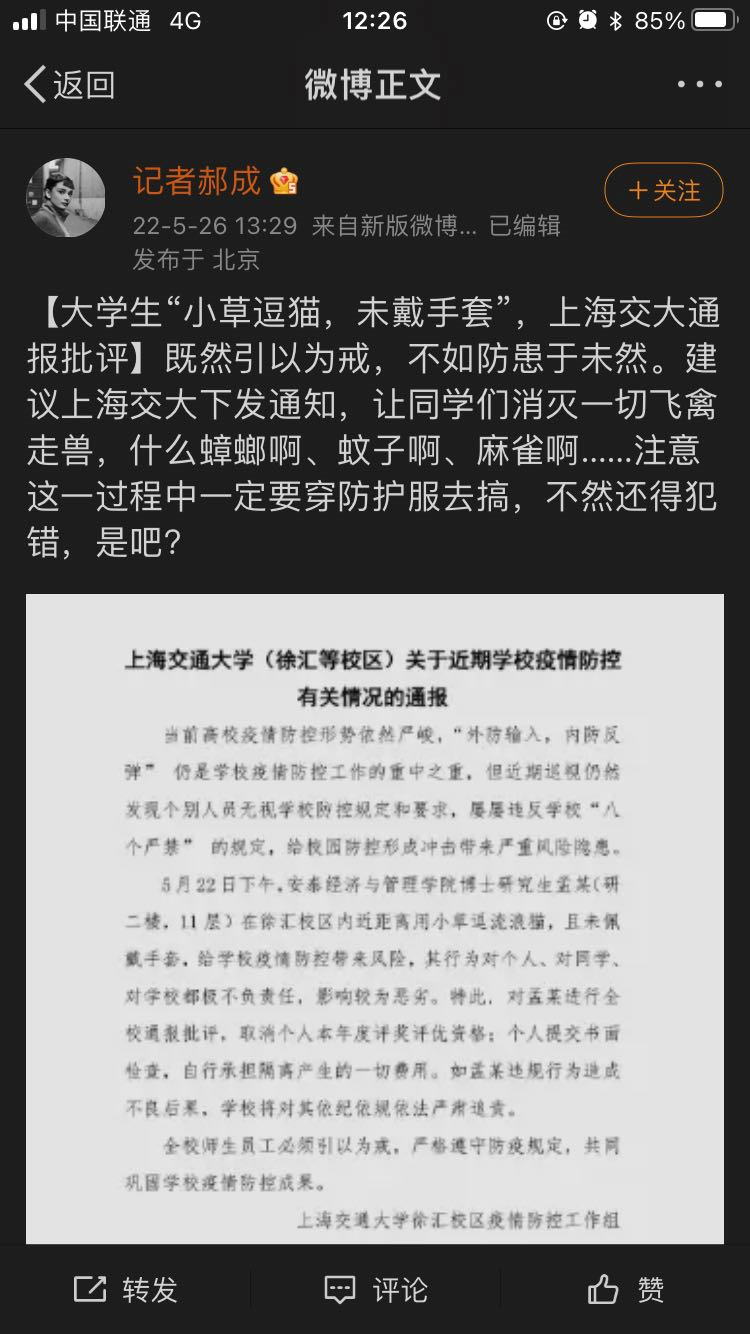 中国联通 4G 12:26 85%
返回 微博正文
记者郝成
+关注
22-5-26 13:29 来自新版微博... 已编辑
发布于 北京
【大学生“小草逗猫，未戴手套”，上海交大通
报批评】既然引以为戒，不如防患于未然。建
议上海交大下发通知，让同学们消灭一切飞禽
走兽，什么蟑螂啊、蚊子啊、麻雀啊......注意
这一过程中一定要穿防护服去搞，不然还得犯
错，是吧?
上海交通大学（徐汇等校区）关于近期学校疫情防控
有关情况的通报
当前高校疫情防控形势依然严峻，“外防输入，内防反
弹” 仍是学校疫情防控工作的重中之重，但近期巡视仍然
发现个别人员无视学校防控规定和要求，屡屡违反学校“八
个严禁” 的规定，给校园防控形成冲击带来严重风险隐患。
5月22日下午，安泰经济与管理学院博士研究生孟某(研
二楼，11层）在徐汇校区内近距离用小草逗流浪猫，且未佩
戴手套，给学校疫情防控带来风险，其行为对个人、对同学、
对学校都极不负责任，影响较为恶劣。特此，对孟某进行全
校通报批评，取消个人本年度评奖评优资格；个人提交书面
检查，自行承担隔离产生的一切费用。如孟某违规行为造成
不良后果，学校将对其依纪依规依法严肃追责。
全校师生员工必须引以为戒，严格遵守防疫规定，共同
巩固学校疫情防控成果。
上海交通大学徐汇校区疫情防控工作组
转发 评论 赞